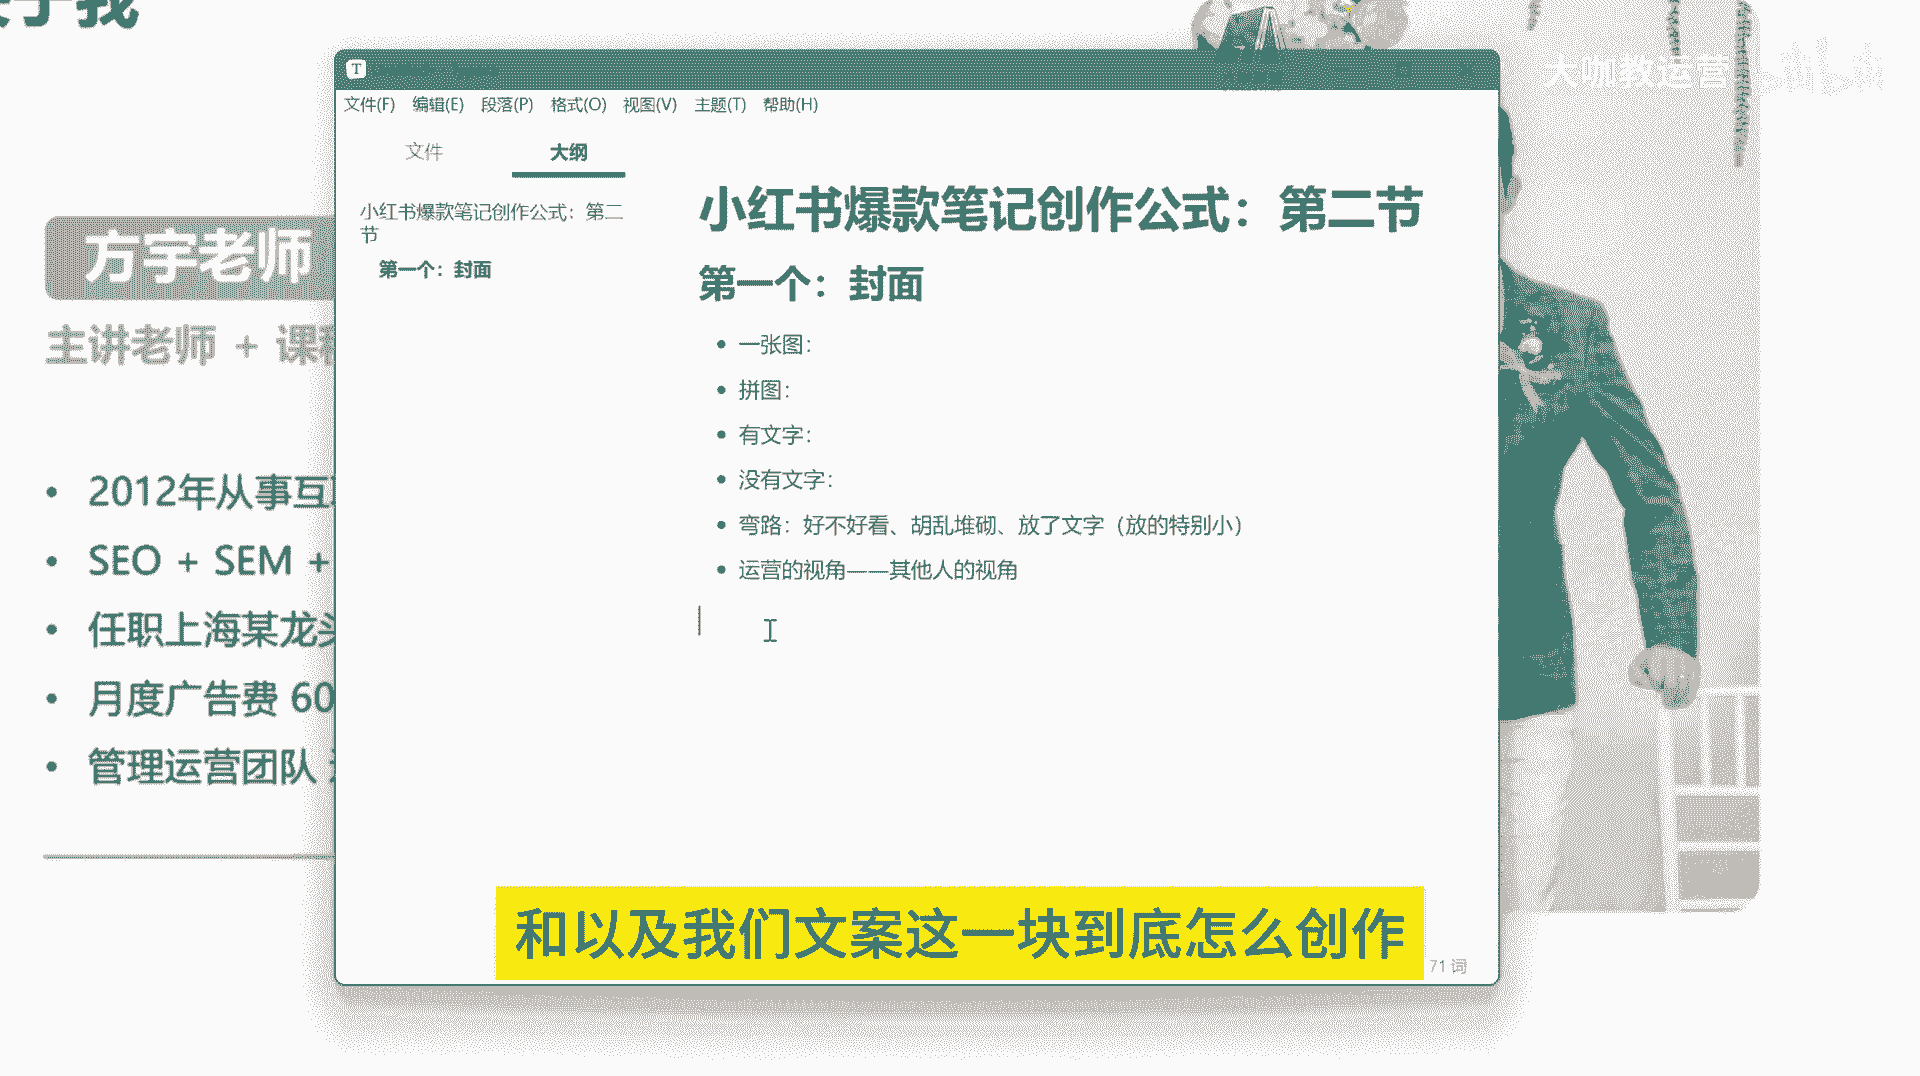 关于我
大咖教运营
T
文件(F) 编辑(E) 段落(P) 格式(O) 视图(V) 主题(T) 帮助(H)
文件 大纲
小红书爆款笔记创作公式：第二
节
第一个：封面
小红书爆款笔记创作公式：第二节
第一个：封面
• 一张图：
• 拼图：
• 有文字：
• 没有文字：
• 弯路：好不好看、胡乱堆砌、放了文字（放的特别小）
• 运营的视角——其他人的视角
71 词
方宇老师
主讲老师 + 课
• 2012年从事互
• SEO + SEM +
• 任职上海某龙
• 月度广告费 60
• 管理运营团队
和以及我们文案这一块到底怎么创作